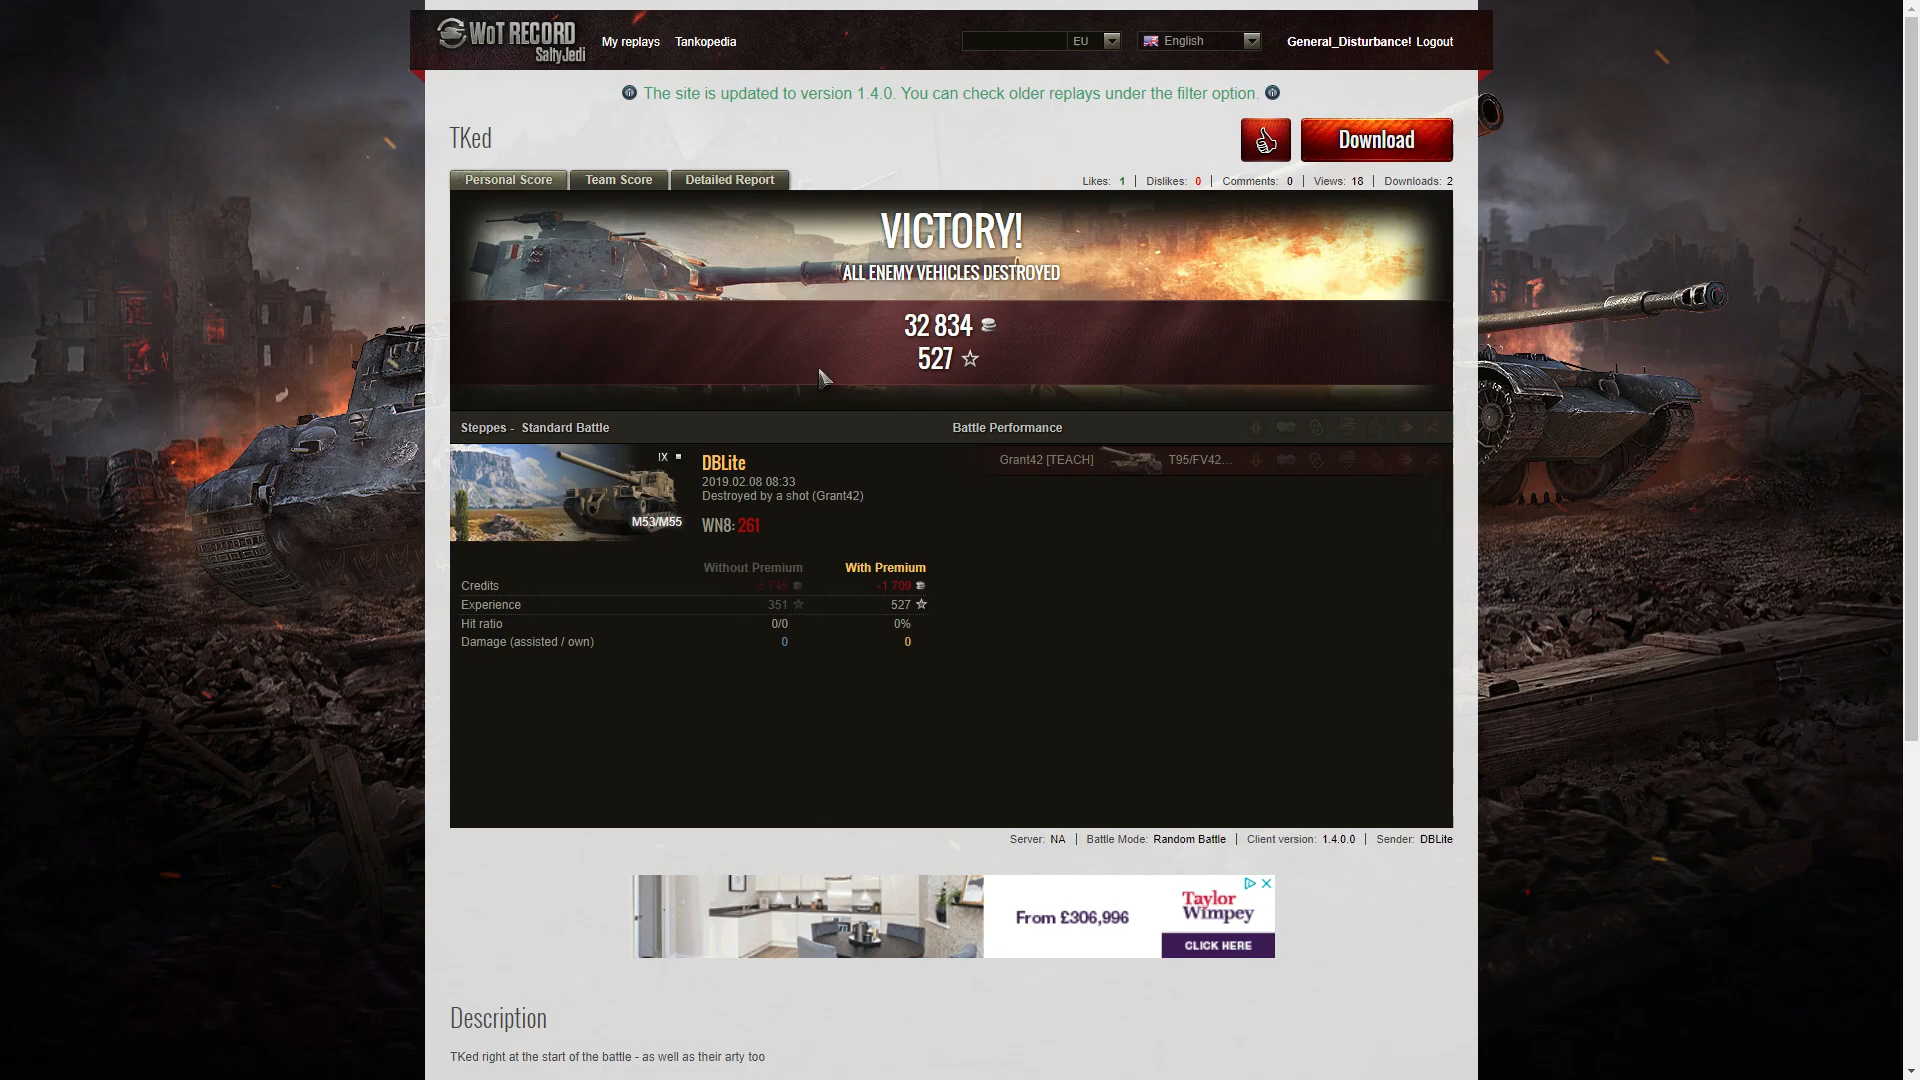 WoT RECORD
SaltyJedi
My replays
Tankopedia
EU
English
General_Disturbance! Logout
The site is updated to version 1.4.0. You can check older replays under the filter option.
TKed
Download
Personal Score
Team Score
Detailed Report
Likes: 1 | Dislikes: 0 | Comments: 0 | Views: 18 | Downloads: 2
VICTORY!
ALL ENEMY VEHICLES DESTROYED
32 834
527
Steppes - Standard Battle
Battle Performance
IX
DBLite
2019.02.08 08:33
Destroyed by a shot (Grant42)
M53/M55
WN8: 261
Grant42 [TEACH]
T95/FV42...
Without Premium
With Premium
Credits -1 709
Experience 351 527
Hit ratio 0/0 0%
Damage (assisted / own) 0 0
Server: NA | Battle Mode: Random Battle | Client version: 1.4.0.0 | Sender: DBLite
From £306,996
Taylor
Wimpey
CLICK HERE
Description
TKed right at the start of the battle - as well as their arty too